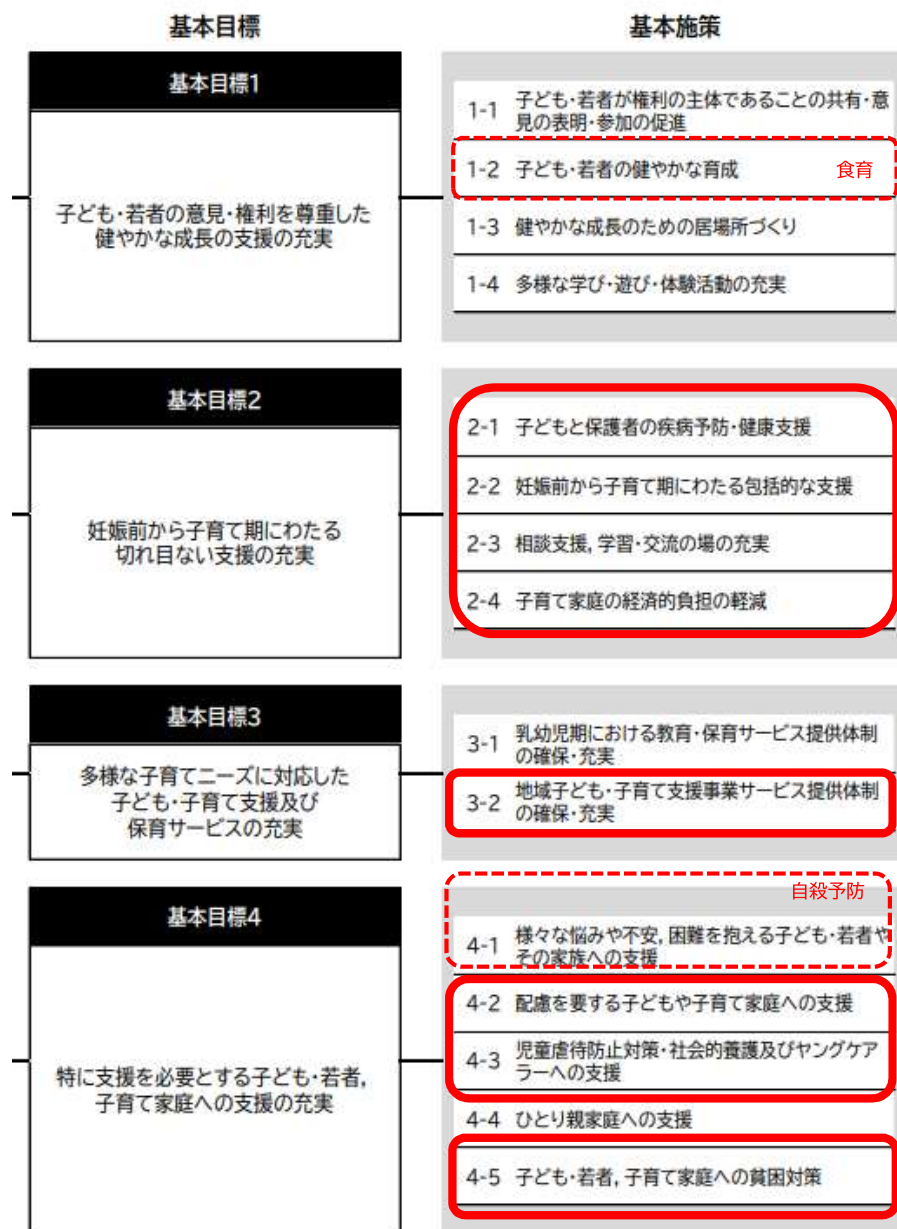 基本目標
基本施策
基本目標1
子ども・若者の意見・権利を尊重した
健やかな成長の支援の充実
1-1 子ども・若者が権利の主体であることの共有・意
見の表明・参加の促進
1-2 子ども・若者の健やかな育成 食育
1-3 健やかな成長のための居場所づくり
1-4 多様な学び・遊び・体験活動の充実
基本目標2
妊娠前から子育て期にわたる
切れ目ない支援の充実
2-1 子どもと保護者の疾病予防・健康支援
2-2 妊娠前から子育て期にわたる包括的な支援
2-3 相談支援,学習・交流の場の充実
2-4 子育て家庭の経済的負担の軽減
基本目標3
多様な子育てニーズに対応した
子ども・子育て支援及び
保育サービスの充実
3-1 乳幼児期における教育・保育サービス提供体制
の確保・充実
3-2 地域子ども・子育て支援事業サービス提供体制
の確保・充実
基本目標4
特に支援を必要とする子ども・若者,
子育て家庭への支援の充実
自殺予防
4-1 様々な悩みや不安,困難を抱える子ども・若者や
その家族への支援
4-2 配慮を要する子どもや子育て家庭への支援
4-3 児童虐待防止対策・社会的養護及びヤングケア
ラーへの支援
4-4 ひとり親家庭への支援
4-5 子ども・若者,子育て家庭への貧困対策